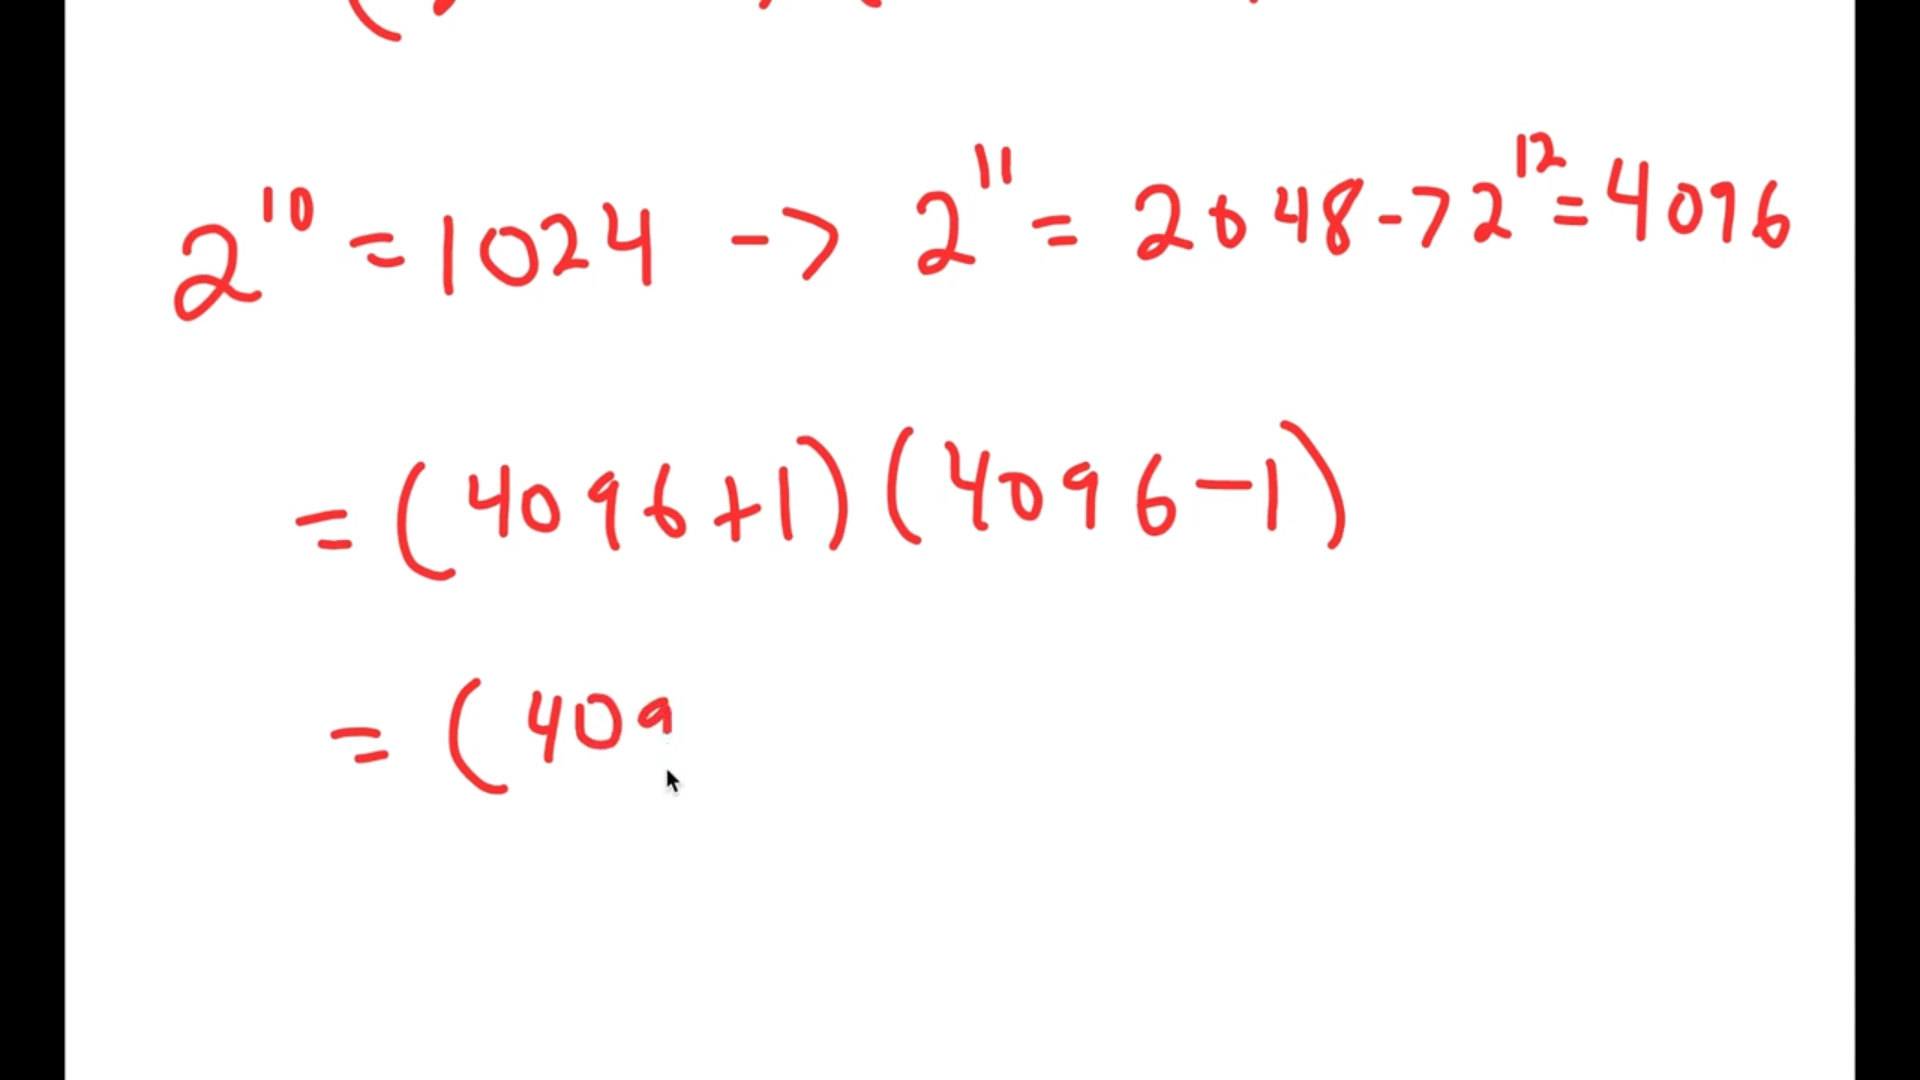 2^10 = 1024 -> 2^11 = 2048 -> 2^12 = 4096
= (4096+1)(4096-1)
= (409